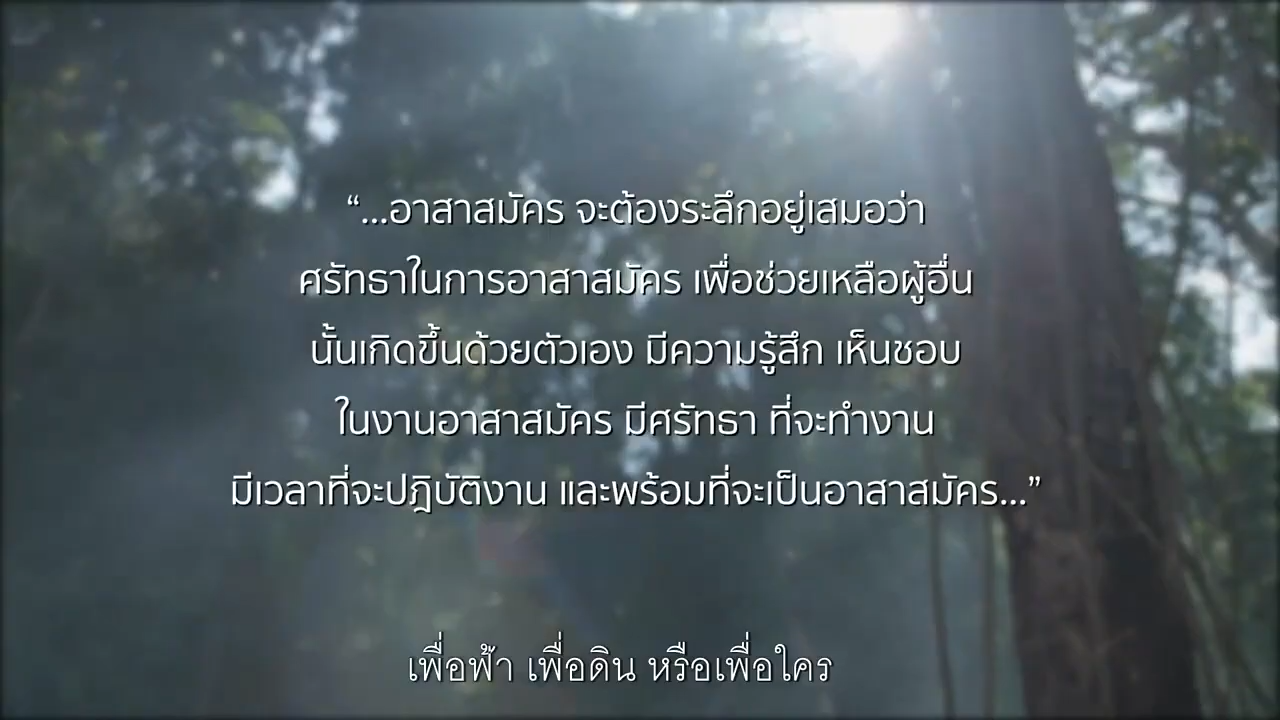 “...อาสาสมัคร จะต้องระลึกอยู่เสมอว่า
ศรัทธาในการอาสาสมัคร เพื่อช่วยเหลือผู้อื่น
นั้นเกิดขึ้นด้วยตัวเอง มีความรู้สึก เห็นชอบ
ในงานอาสาสมัคร มีศรัทธา ที่จะทำงาน
มีเวลาที่จะปฎิบัติงาน และพร้อมที่จะเป็นอาสาสมัคร...”
เพื่อฟ้า เพื่อดิน หรือเพื่อใคร